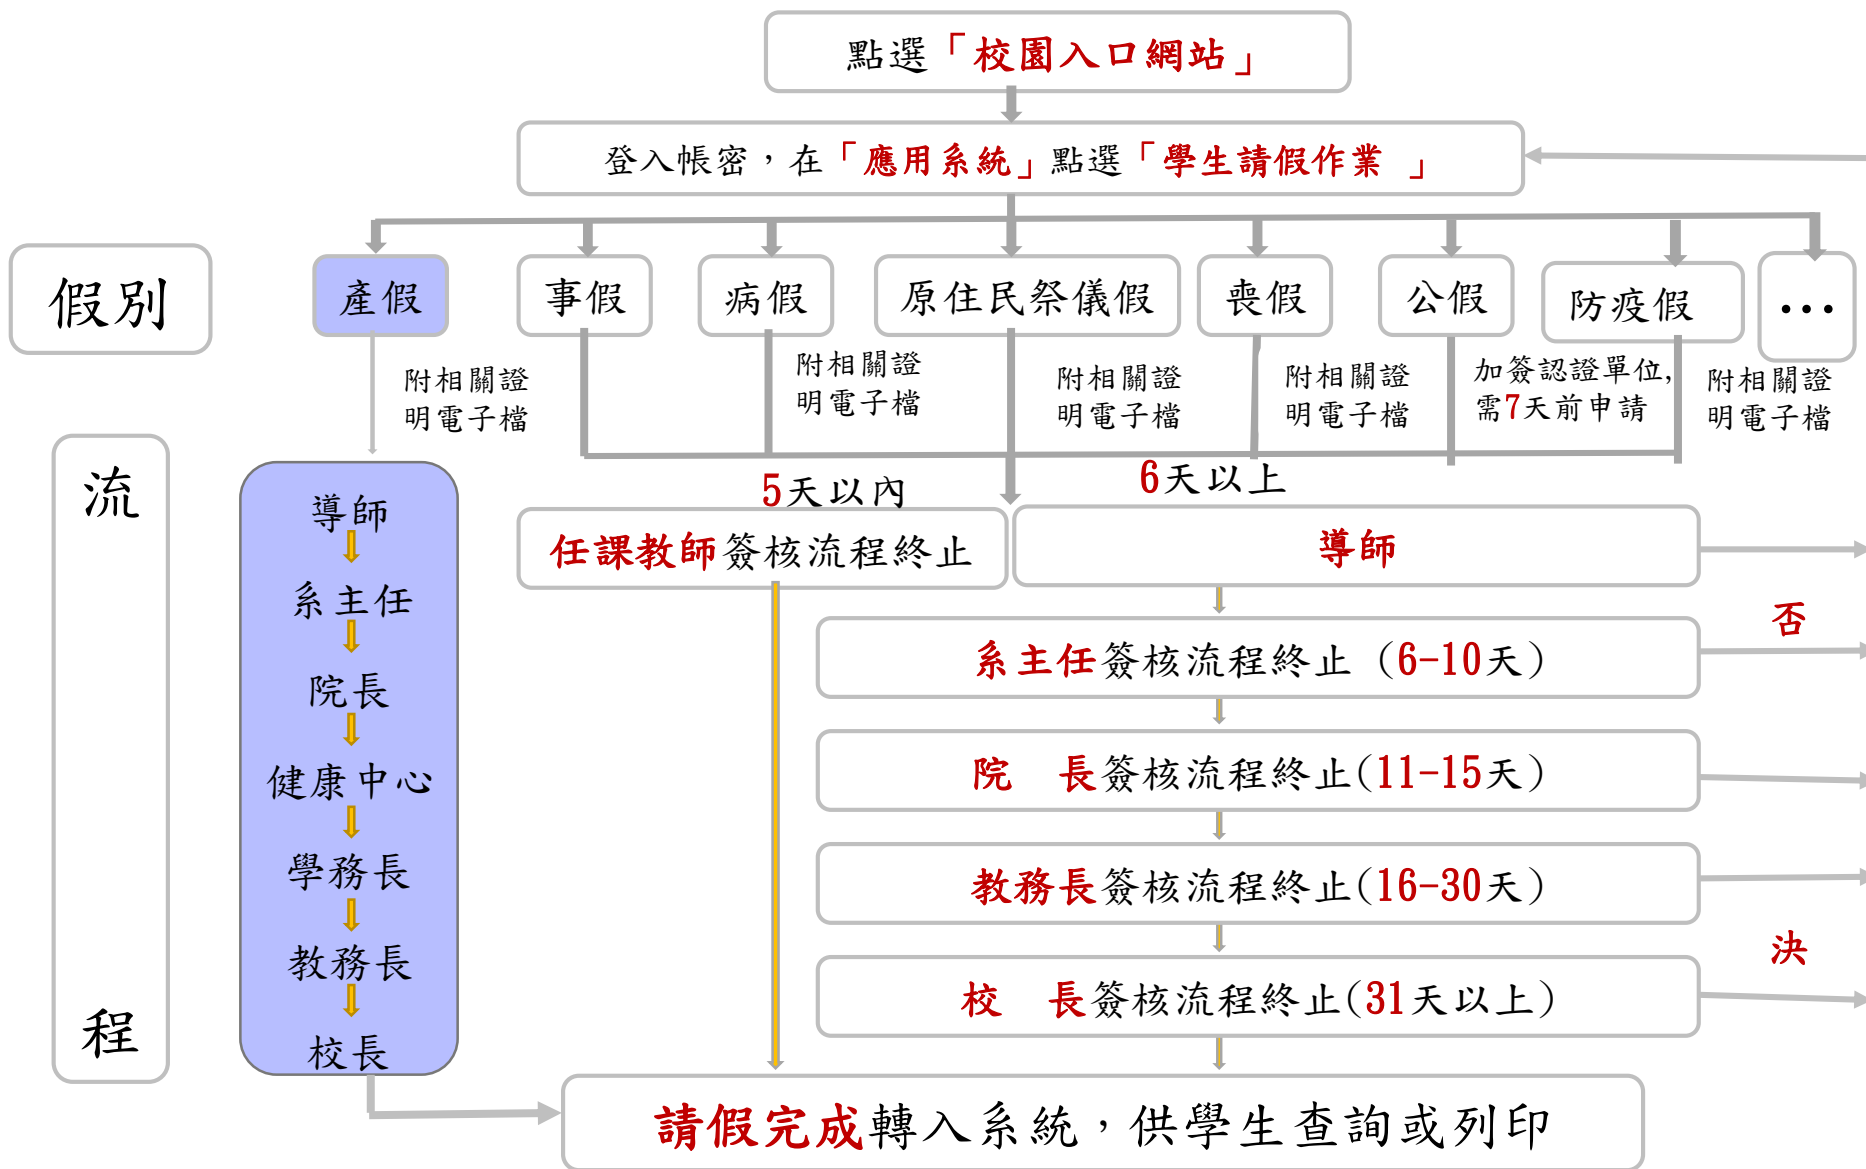 點選「校園入口網站」
登入帳密，在「應用系統」點選「學生請假作業 」
假別
產假
事假
病假
原住民祭儀假
喪假
公假
防疫假
...
附相關證
明電子檔
附相關證
明電子檔
附相關證
明電子檔
附相關證
明電子檔
加簽認證單位,
需7天前申請
附相關證
明電子檔
流
程
導師
系主任
院長
健康中心
學務長
教務長
校長
5天以內
6天以上
任課教師簽核流程終止
導師
系主任簽核流程終止（6-10天）
院　長簽核流程終止(11-15天）
教務長簽核流程終止(16-30天）
校　長簽核流程終止(31天以上）
否
決
請假完成轉入系統，供學生查詢或列印